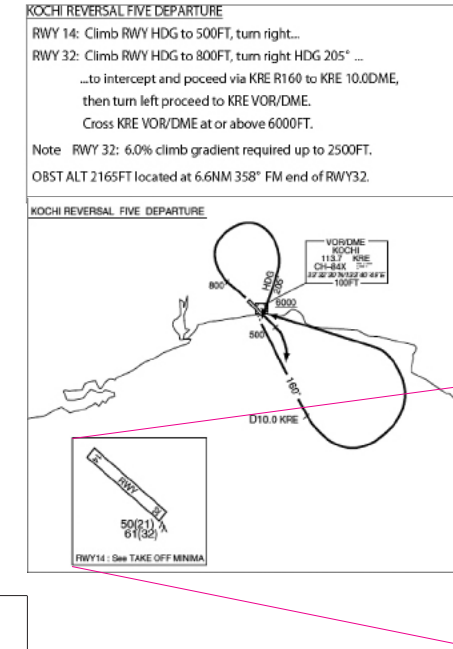 KOCHI REVERSAL FIVE DEPARTURE
RWY 14: Climb RWY HDG to 500FT, turn right...
RWY 32: Climb RWY HDG to 800FT, turn right HDG 205° ...
...to intercept and poceed via KRE R160 to KRE 10.0DME,
then turn left proceed to KRE VOR/DME.
Cross KRE VOR/DME at or above 6000FT.
Note RWY 32: 6.0% climb gradient required up to 2500FT.
OBST ALT 2165FT located at 6.6NM 358° FM end of RWY32.
KOCHI REVERSAL FIVE DEPARTURE
VOR/DME
KOCHI
113.7 KRE
CH-84X
100FT
800
HDG
205
6000
500
160°
D10.0 KRE
14
RWY
32
50(21)
61(32)
RWY14 : See TAKE OFF MINIMA